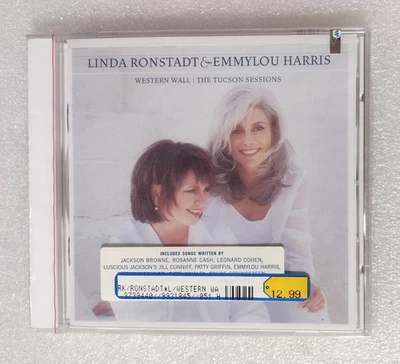 LINDA RONSTADT & EMMYLOU HARRIS
WESTERN WALL | THE TUCSON SESSIONS
INCLUDES SONGS WRITTEN BY
JACKSON BROWNE, ROSANNE CASH, LEONARD COHEN,
LUSCIOUS JACKSON'S JILL CUNNIFF, PATTY GRIFFIN, EMMYLOU HARRIS,
RK/RONSTADT*L/WESTERN WA
12.99